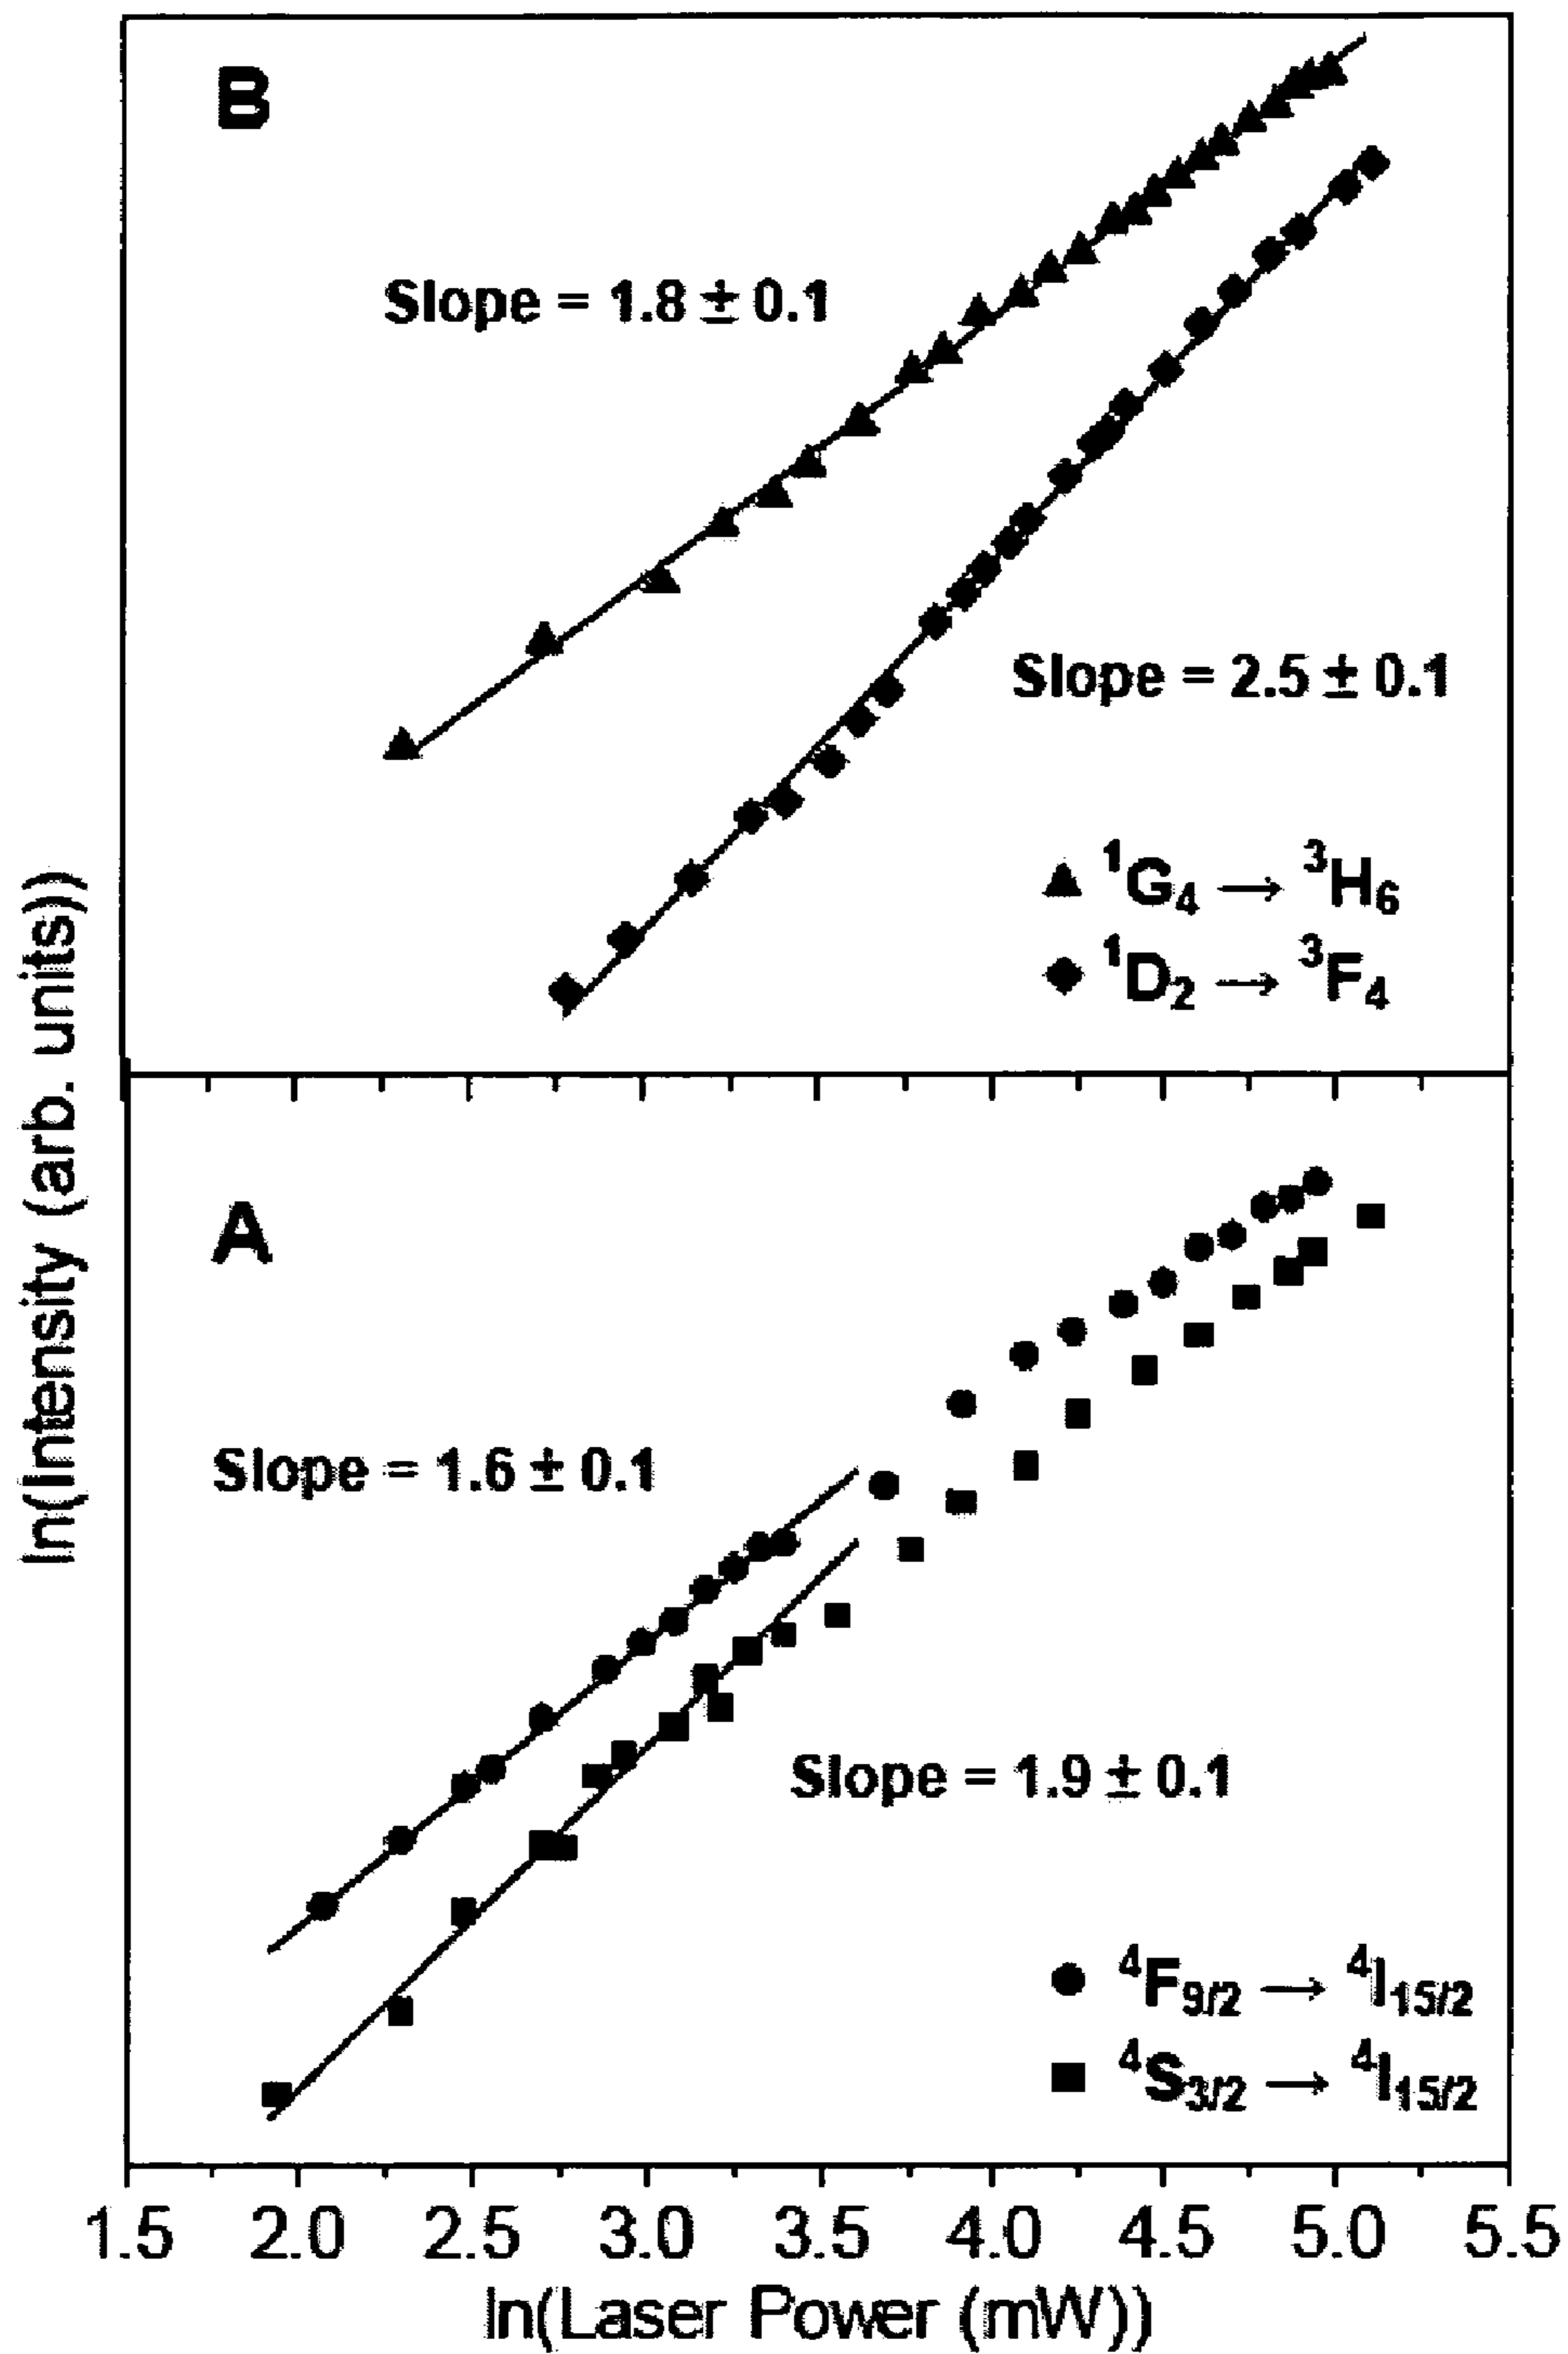 B
Slope = 1.8 ± 0.1
Slope = 2.5 ± 0.1
▲ ¹G₄ → ³H₆
◆ ¹D₂ → ³F₄
ln(Intensity (arb. units))
A
Slope = 1.6 ± 0.1
Slope = 1.9 ± 0.1
● ⁴F₉/₂ → ⁴I₁₅/₂
■ ⁴S₃/₂ → ⁴I₁₅/₂
1.5 2.0 2.5 3.0 3.5 4.0 4.5 5.0 5.5
ln(Laser Power (mW))